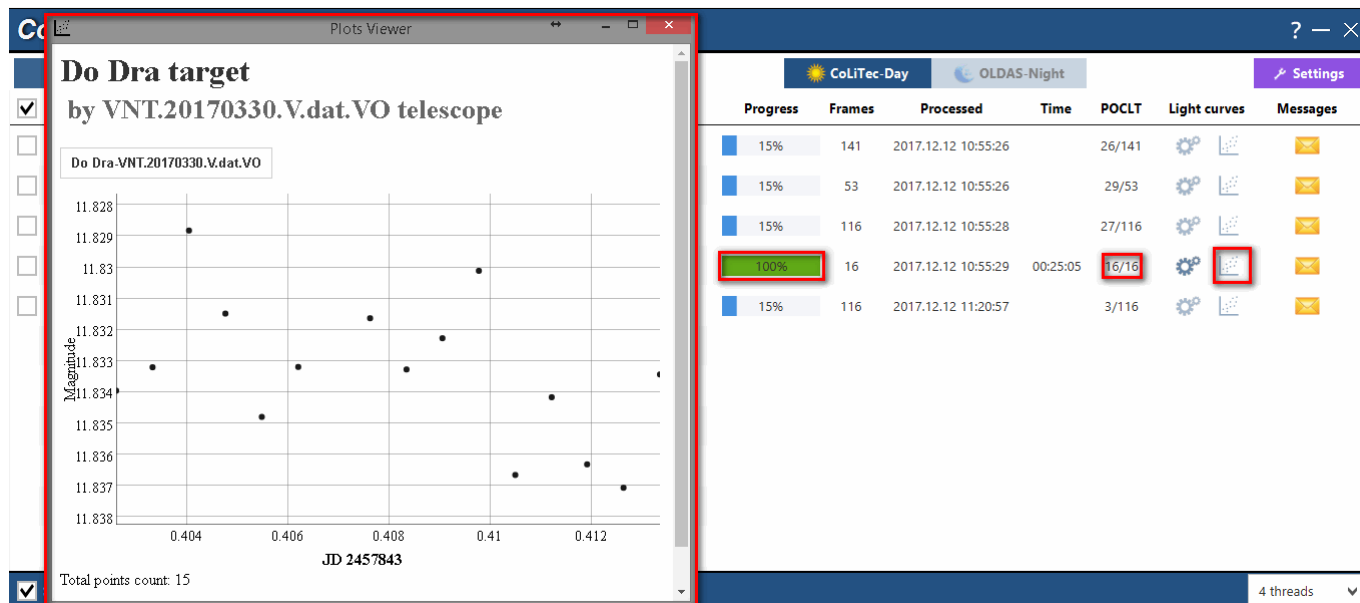 Co
Plots Viewer
? — ×
Do Dra target
by VNT.20170330.V.dat.VO telescope
Do Dra-VNT.20170330.V.dat.VO
11.828
11.829
11.83
11.831
11.832
11.833
11.834
11.835
11.836
11.837
11.838
Magnitude
0.404 0.406 0.408 0.41 0.412
JD 2457843
Total points count: 15
CoLiTec-Day OLDAS-Night Settings
Progress Frames Processed Time POCLT Light curves Messages
15% 141 2017.12.12 10:55:26 26/141
15% 53 2017.12.12 10:55:26 29/53
15% 116 2017.12.12 10:55:28 27/116
100% 16 2017.12.12 10:55:29 00:25:05 16/16
15% 116 2017.12.12 11:20:57 3/116
4 threads